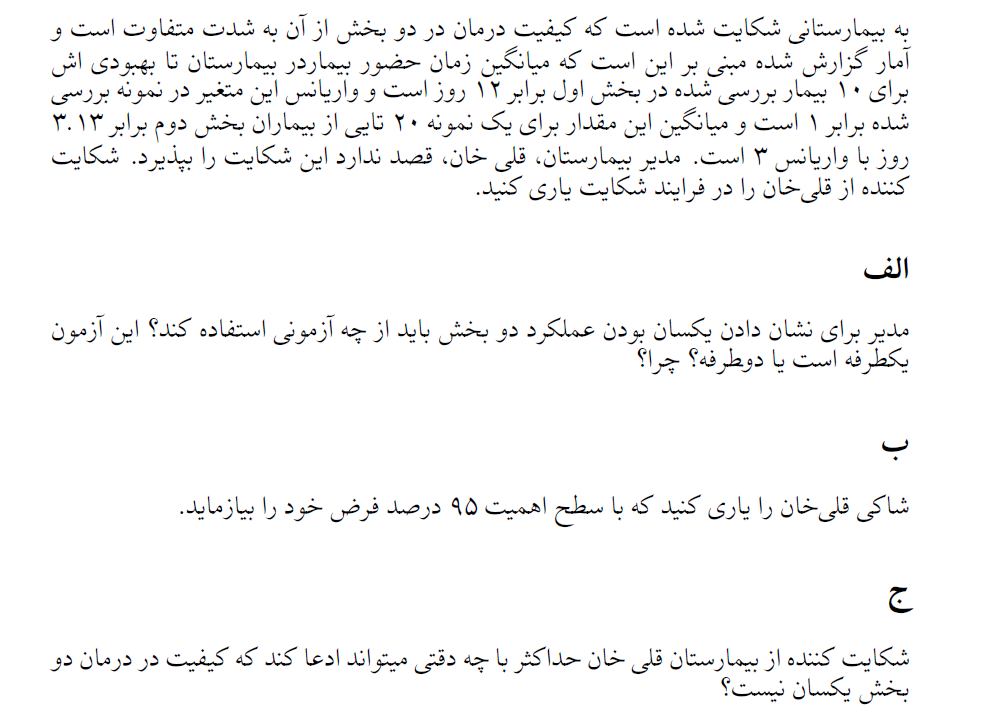 به بیمارستانی شکایت شده است که کیفیت درمان در دو بخش از آن به شدت متفاوت است و
آمار گزارش شده مبنی بر این است که میانگین زمان حضور بیماردر بیمارستان تا بهبودی اش
برای ۱۰ بیمار بررسی شده در بخش اول برابر ۱۲ روز است و واریانس این متغیر در نمونه بررسی
شده برابر ۱ است و میانگین این مقدار برای یک نمونه ۲۰ تایی از بیماران بخش دوم برابر ۳.۱۳
روز با واریانس ۳ است. مدیر بیمارستان، قلی خان، قصد ندارد این شکایت را بپذیرد. شکایت
کننده از قلی‌خان را در فرایند شکایت یاری کنید.
الف
مدیر برای نشان دادن یکسان بودن عملکرد دو بخش باید از چه آزمونی استفاده کند؟ این آزمون
یکطرفه است یا دوطرفه؟ چرا؟
ب
شاکی قلی‌خان را یاری کنید که با سطح اهمیت ۹۵ درصد فرض خود را بیازماید.
ج
شکایت کننده از بیمارستان قلی خان حداکثر با چه دقتی میتواند ادعا کند که کیفیت در درمان دو
بخش یکسان نیست؟